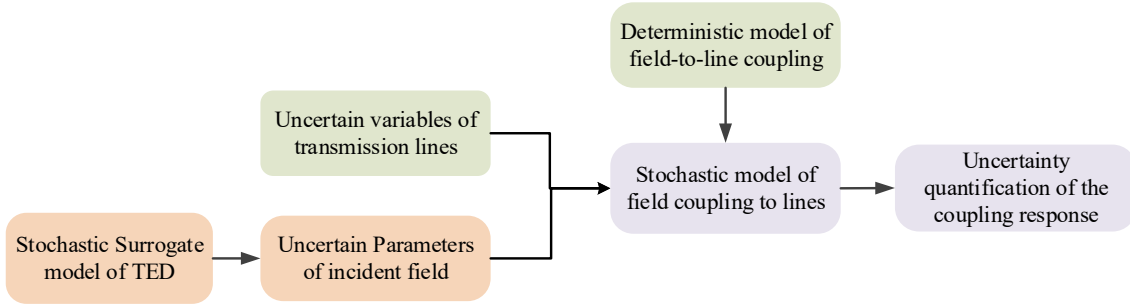 Deterministic model of
field-to-line coupling
Uncertain variables of
transmission lines
Stochastic model of
field coupling to lines
Uncertainty
quantification of the
coupling response
Stochastic Surrogate
model of TED
Uncertain Parameters
of incident field